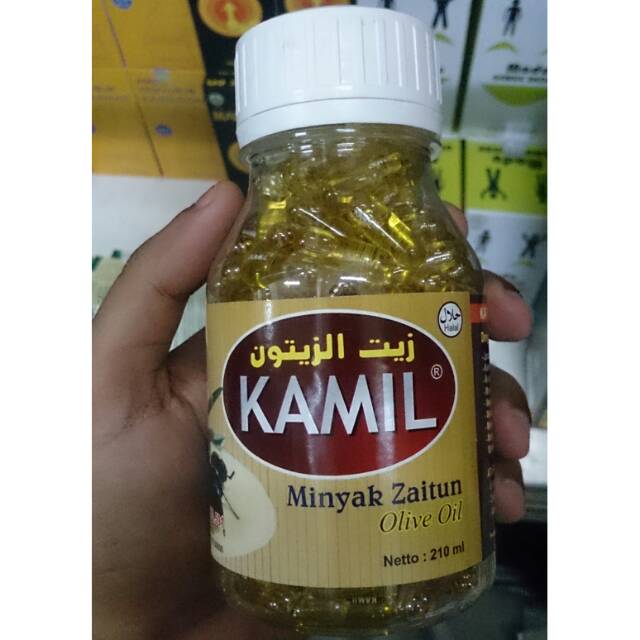 حلال
Halal
زيت الزيتون
KAMIL®
Minyak Zaitun
Olive Oil
Netto : 210 ml